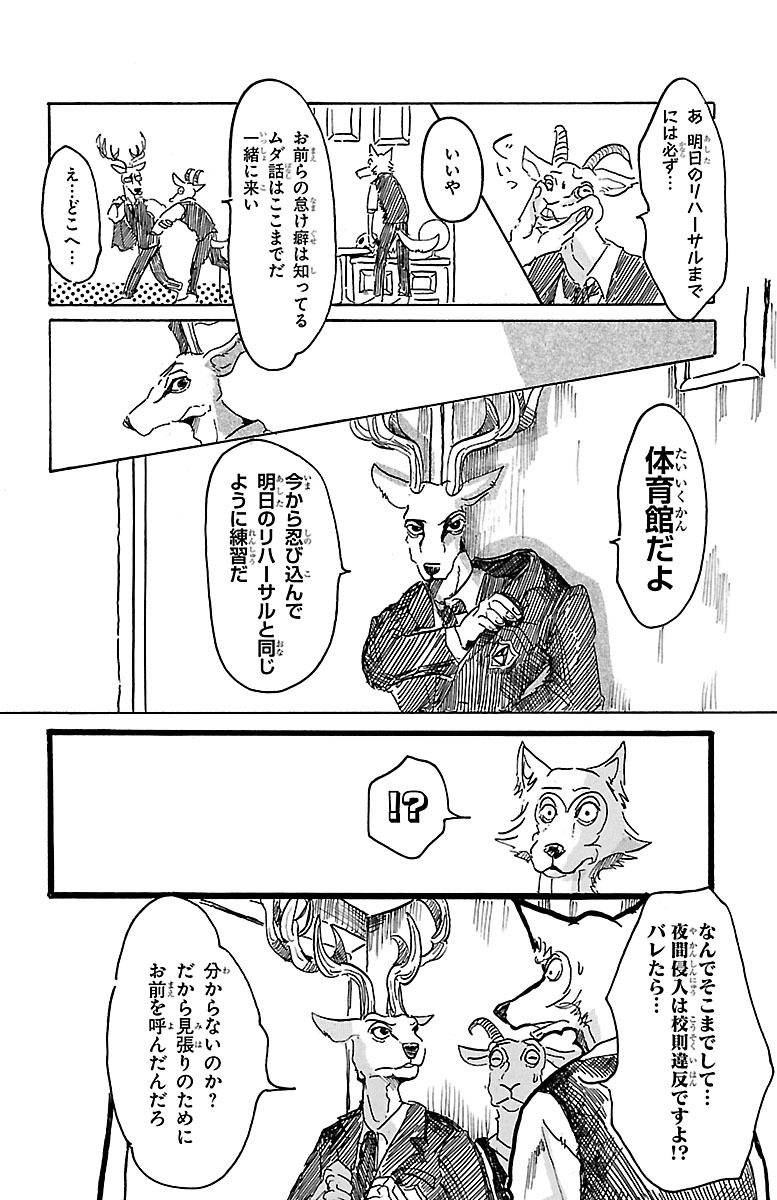 あ 明日のリハーサルまで
には必ず…
ぐいっ
いいや
お前らの怠け癖は知ってる
ムダ話はここまでだ
一緒に来い
え…どこへ…
体育館だよ
今から忍び込んで
明日のリハーサルと同じ
ように練習だ
!?
なんでそこまでして…
夜間侵入は校則違反ですよ!?
バレたら…
分からないのか?
だから見張りのために
お前を呼んだんだろ